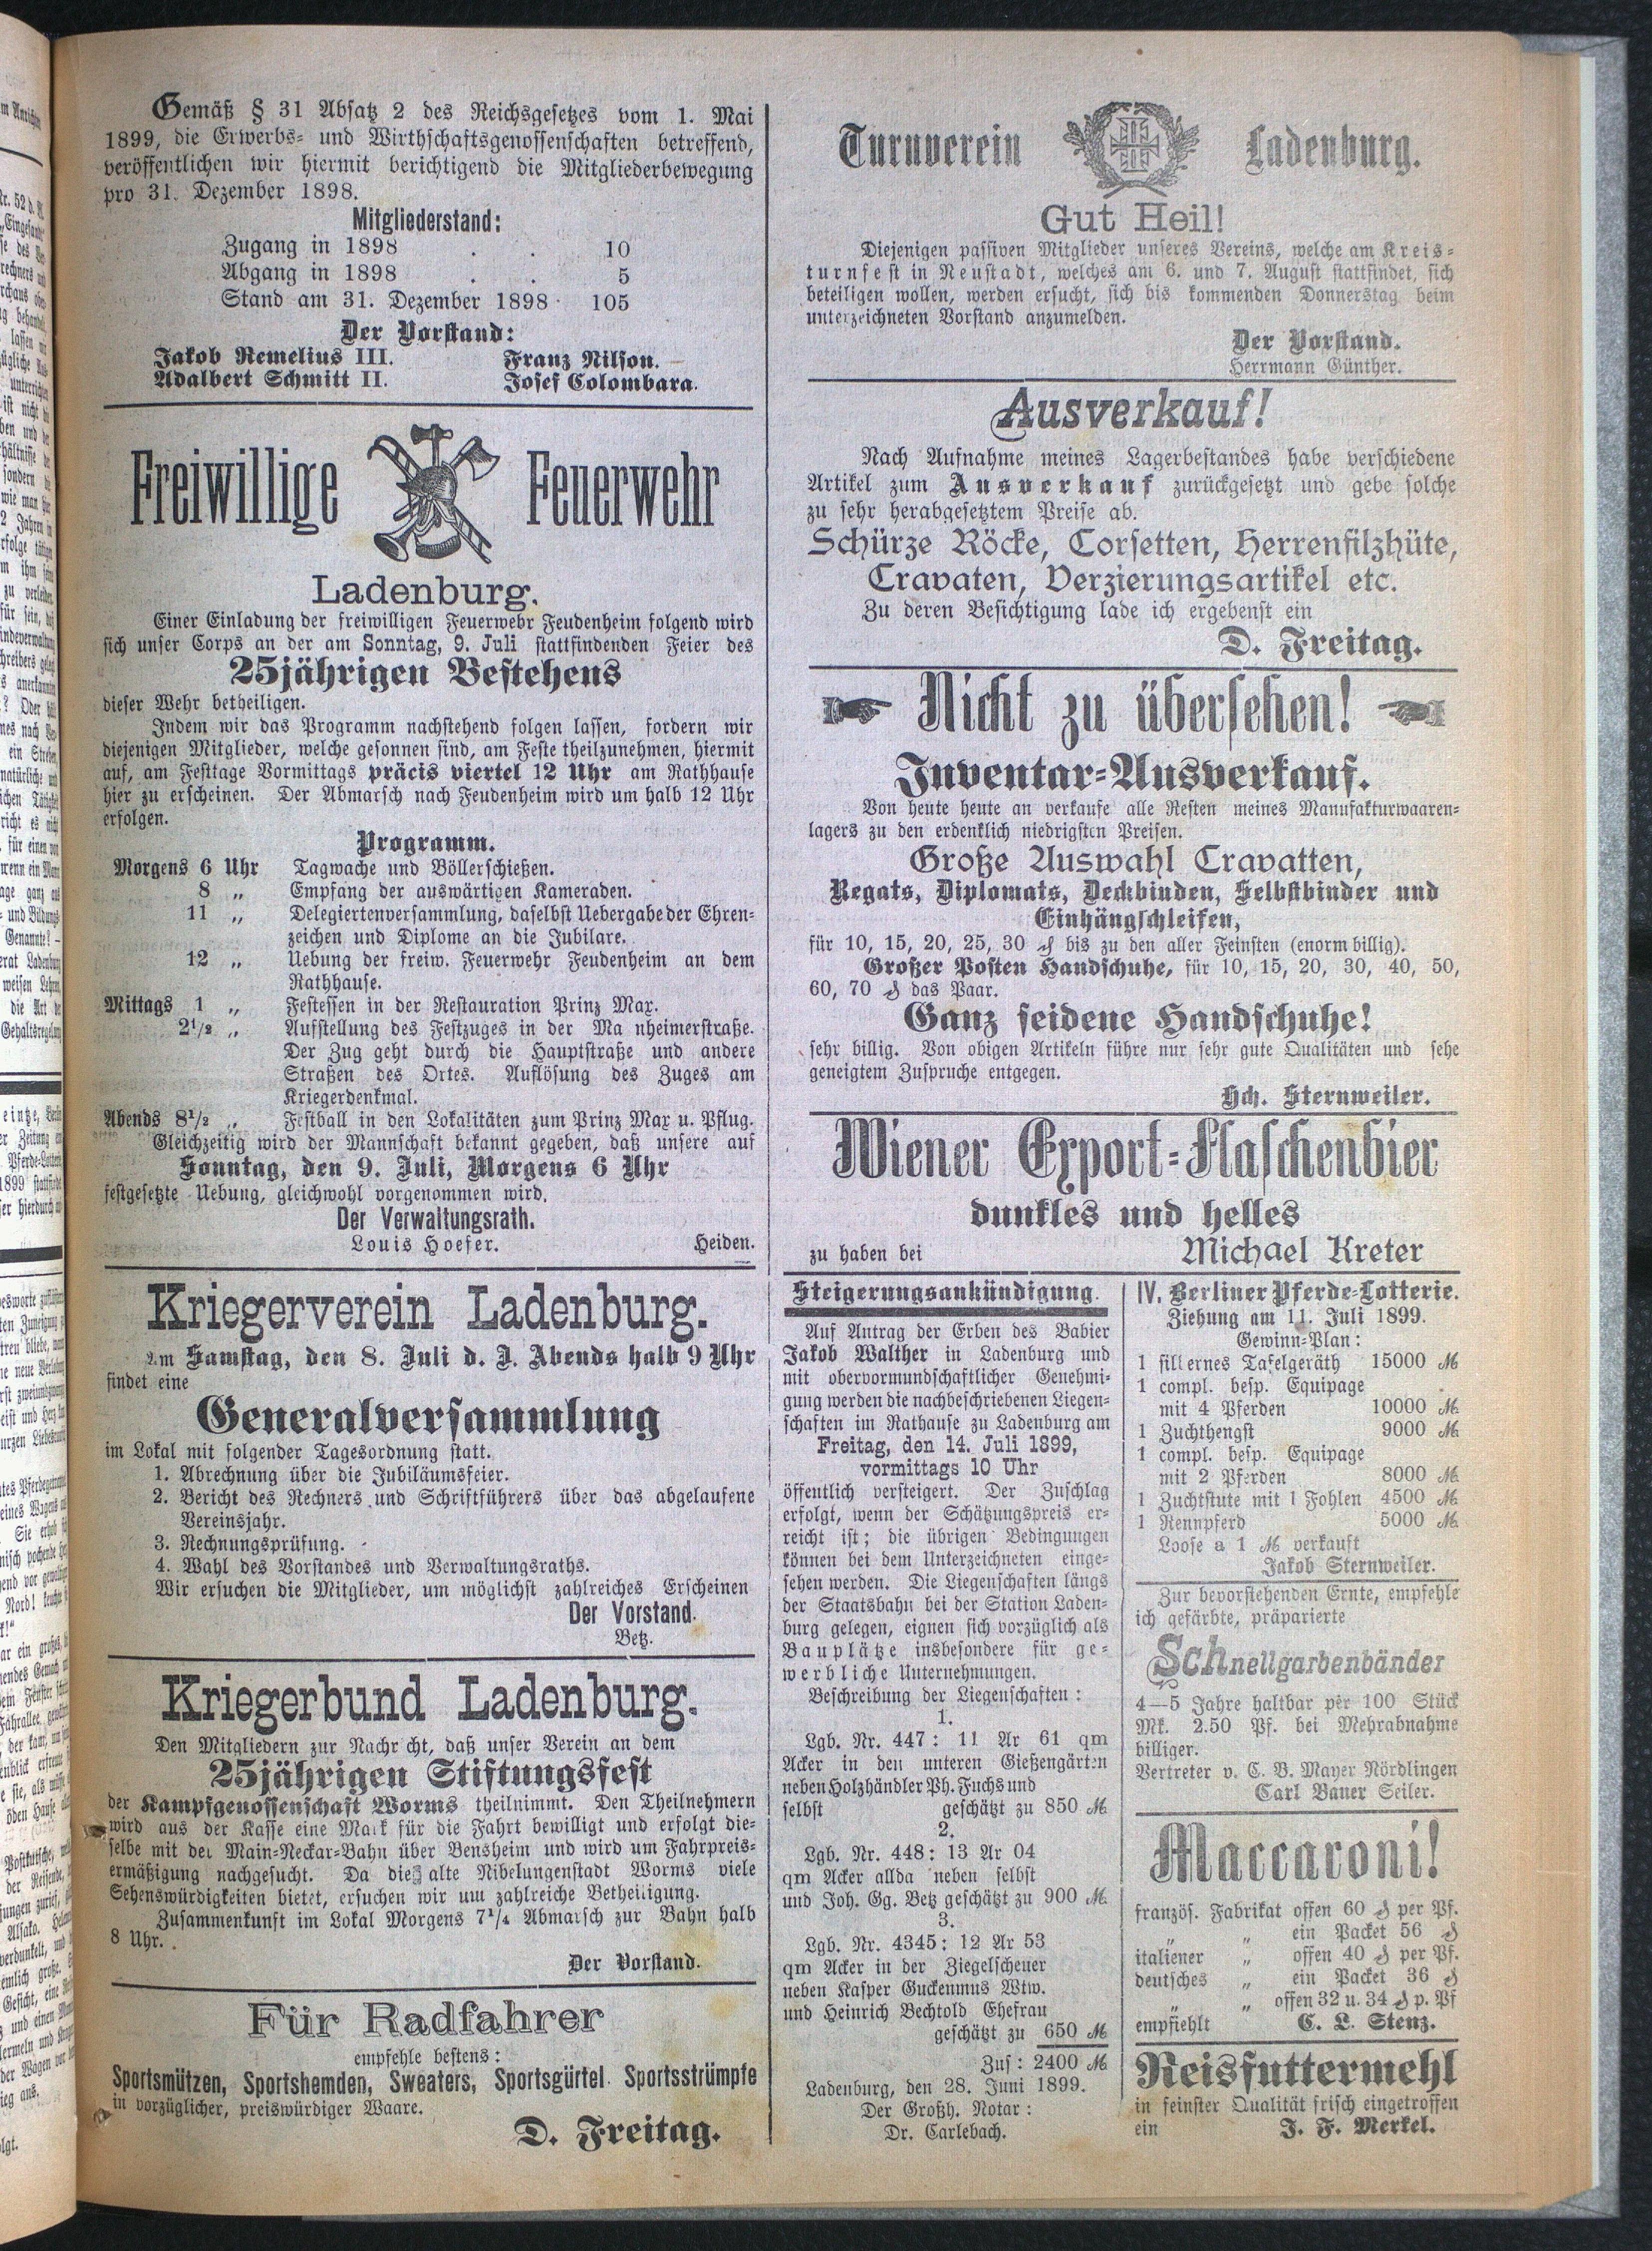 Gemäß § 31 Absatz 2 des Reichsgesetzes vom 1. Mai
1899, die Erwerbs- und Wirthschaftsgenossenschaften betreffend,
veröffentlichen wir hiermit berichtigend die Mitgliederbewegung
pro 31. Dezember 1898.
Mitgliederstand:
Zugang in 1898 . . 10
Abgang in 1898 . . 5
Stand am 31. Dezember 1898 105
Der Vorstand:
Jakob Remelius III. Franz Nilson.
Adalbert Schmitt II. Josef Colombara.
Freiwillige Feuerwehr
Ladenburg.
Einer Einladung der freiwilligen Feuerwehr Feudenheim folgend wird
sich unser Corps an der am Sonntag, 9. Juli stattfindenden Feier des
25jährigen Bestehens
dieser Wehr betheiligen.
Indem wir das Programm nachstehend folgen lassen, fordern wir
diejenigen Mitglieder, welche gesonnen sind, am Feste theilzunehmen, hiermit
auf, am Festtage Vormittags präcis viertel 12 Uhr am Rathhause
hier zu erscheinen. Der Abmarsch nach Feudenheim wird um halb 12 Uhr
erfolgen.
Programm.
Morgens 6 Uhr Tagwache und Böllerschießen.
8 „ Empfang der auswärtigen Kameraden.
11 „ Delegiertenversammlung, daselbst Uebergabe der Ehren-
zeichen und Diplome an die Jubilare.
12 „ Uebung der freiw. Feuerwehr Feudenheim an dem
Rathhause.
Mittags 1 „ Festessen in der Restauration Prinz Max.
2½ „ Aufstellung des Festzuges in der Ma nheimerstraße.
Der Zug geht durch die Hauptstraße und andere
Straßen des Ortes. Auflösung des Zuges am
Kriegerdenkmal.
Abends 8½ „ Festball in den Lokalitäten zum Prinz Max u. Pflug.
Gleichzeitig wird der Mannschaft bekannt gegeben, daß unsere auf
Sonntag, den 9. Juli, Morgens 6 Uhr
festgesetzte Uebung, gleichwohl vorgenommen wird.
Der Verwaltungsrath.
Louis Hoefer. Heiden.
Kriegerverein Ladenburg.
Am Samstag, den 8. Juli d. J. Abends halb 9 Uhr
findet eine
Generalversammlung
im Lokal mit folgender Tagesordnung statt.
1. Abrechnung über die Jubiläumsfeier.
2. Bericht des Rechners und Schriftführers über das abgelaufene
Vereinsjahr.
3. Rechnungsprüfung.
4. Wahl des Vorstandes und Verwaltungsraths.
Wir ersuchen die Mitglieder, um möglichst zahlreiches Erscheinen
Der Vorstand.
Betz.
Kriegerbund Ladenburg.
Den Mitgliedern zur Nachr cht, daß unser Verein an dem
25jährigen Stiftungsfest
der Kampfgenossenschaft Worms theilnimmt. Den Theilnehmern
wird aus der Kasse eine Mark für die Fahrt bewilligt und erfolgt die-
selbe mit der Main-Neckar-Bahn über Bensheim und wird um Fahrpreis-
ermäßigung nachgesucht. Da die alte Nibelungenstadt Worms viele
Sehenswürdigkeiten bietet, ersuchen wir um zahlreiche Betheiligung.
Zusammenkunft im Lokal Morgens 7¼ Abmarsch zur Bahn halb
8 Uhr.
Der Vorstand.
Für Radfahrer
empfehle bestens:
Sportsmützen, Sportshemden, Sweaters, Sportsgürtel Sportsstrümpfe
in vorzüglicher, preiswürdiger Waare.
D. Freitag.
Turnverein Ladenburg.
Gut Heil!
Diejenigen passiven Mitglieder unseres Vereins, welche am Kreis-
turnfest in Neustadt, welches am 6. und 7. August stattfindet, sich
beteiligen wollen, werden ersucht, sich bis kommenden Donnerstag beim
unterzeichneten Vorstand anzumelden.
Der Vorstand.
Herrmann Günther.
Ausverkauf!
Nach Aufnahme meines Lagerbestandes habe verschiedene
Artikel zum Ausverkauf zurückgesetzt und gebe solche
zu sehr herabgesetztem Preise ab.
Schürze Röcke, Corsetten, Herrenfilzhüte,
Cravaten, Verzierungsartikel etc.
Zu deren Besichtigung lade ich ergebenst ein
D. Freitag.
Nicht zu übersehen!
Inventar-Ausverkauf.
Von heute heute an verkaufe alle Resten meines Manufakturwaaren-
lagers zu den erdenklich niedrigsten Preisen.
Große Auswahl Cravatten,
Regats, Diplomats, Deckbinden, Selbstbinder und
Einhängschleifen,
für 10, 15, 20, 25, 30 ₰ bis zu den aller Feinsten (enorm billig).
Großer Posten Handschuhe, für 10, 15, 20, 30, 40, 50,
60, 70 ₰ das Paar.
Ganz seidene Handschuhe!
sehr billig. Von obigen Artikeln führe nur sehr gute Qualitäten und sehe
geneigtem Zuspruche entgegen.
Hch. Sternweiler.
Wiener Export-Flaschenbier
dunkles und helles
zu haben bei Michael Kreter
Steigerungsankündigung.
Auf Antrag der Erben des Babier
Jakob Walther in Ladenburg und
mit obervormundschaftlicher Genehmi-
gung werden die nachbeschriebenen Liegen-
schaften im Rathause zu Ladenburg am
Freitag, den 14. Juli 1899,
vormittags 10 Uhr
öffentlich versteigert. Der Zuschlag
erfolgt, wenn der Schätzungspreis er-
reicht ist; die übrigen Bedingungen
können bei dem Unterzeichneten einge-
sehen werden. Die Liegenschaften längs
der Staatsbahn bei der Station Laden-
burg gelegen, eignen sich vorzüglich als
Bauplätze insbesondere für ge-
werbliche Unternehmungen.
Beschreibung der Liegenschaften:
1.
Lgb. Nr. 447: 11 Ar 61 qm
Acker in den unteren Gießengärten
neben Holzhändler Ph. Fuchs und
selbst geschätzt zu 850 M
2.
Lgb. Nr. 448: 13 Ar 04
qm Acker allda neben selbst
und Joh. Gg. Betz geschätzt zu 900 M.
3.
Lgb. Nr. 4345: 12 Ar 53
qm Acker in der Ziegelscheuer
neben Kasper Guckenmus Wtw.
und Heinrich Bechtold Ehefrau
geschätzt zu 650 M
Zus: 2400 M
Ladenburg, den 28. Juni 1899.
Der Großh. Notar:
Dr. Carlebach.
IV. Berliner Pferde-Lotterie.
Ziehung am 11. Juli 1899.
Gewinn-Plan:
1 sill ernes Tafelgeräth 15000 M
1 compl. besp. Equipage
mit 4 Pferden 10000 M.
1 Zuchthengst 9000 M.
1 compl. besp. Equipage
mit 2 Pferden 8000 M.
1 Zuchtstute mit 1 Fohlen 4500 M.
1 Rennpferd 5000 M.
Loose a 1 M verkauft
Jakob Sternweiler.
Zur bevorstehenden Ernte, empfehle
ich gefärbte, präparierte
Schnellgarbenbänder
4—5 Jahre haltbar per 100 Stück
Mk. 2.50 Pf. bei Mehrabnahme
billiger.
Vertreter v. C. B. Mayer Nördlingen
Carl Bauer Seiler.
Maccaroni!
französ. Fabrikat offen 60 ₰ per Pf.
„ „ ein Packet 56 ₰
italiener „ offen 40 ₰ per Pf.
deutsches „ ein Packet 36 ₰
„ „ offen 32 u. 34 ₰ p. Pf
empfiehlt C. L. Stenz.
Reisfuttermehl
in feinster Qualität frisch eingetroffen
ein J. F. Merkel.